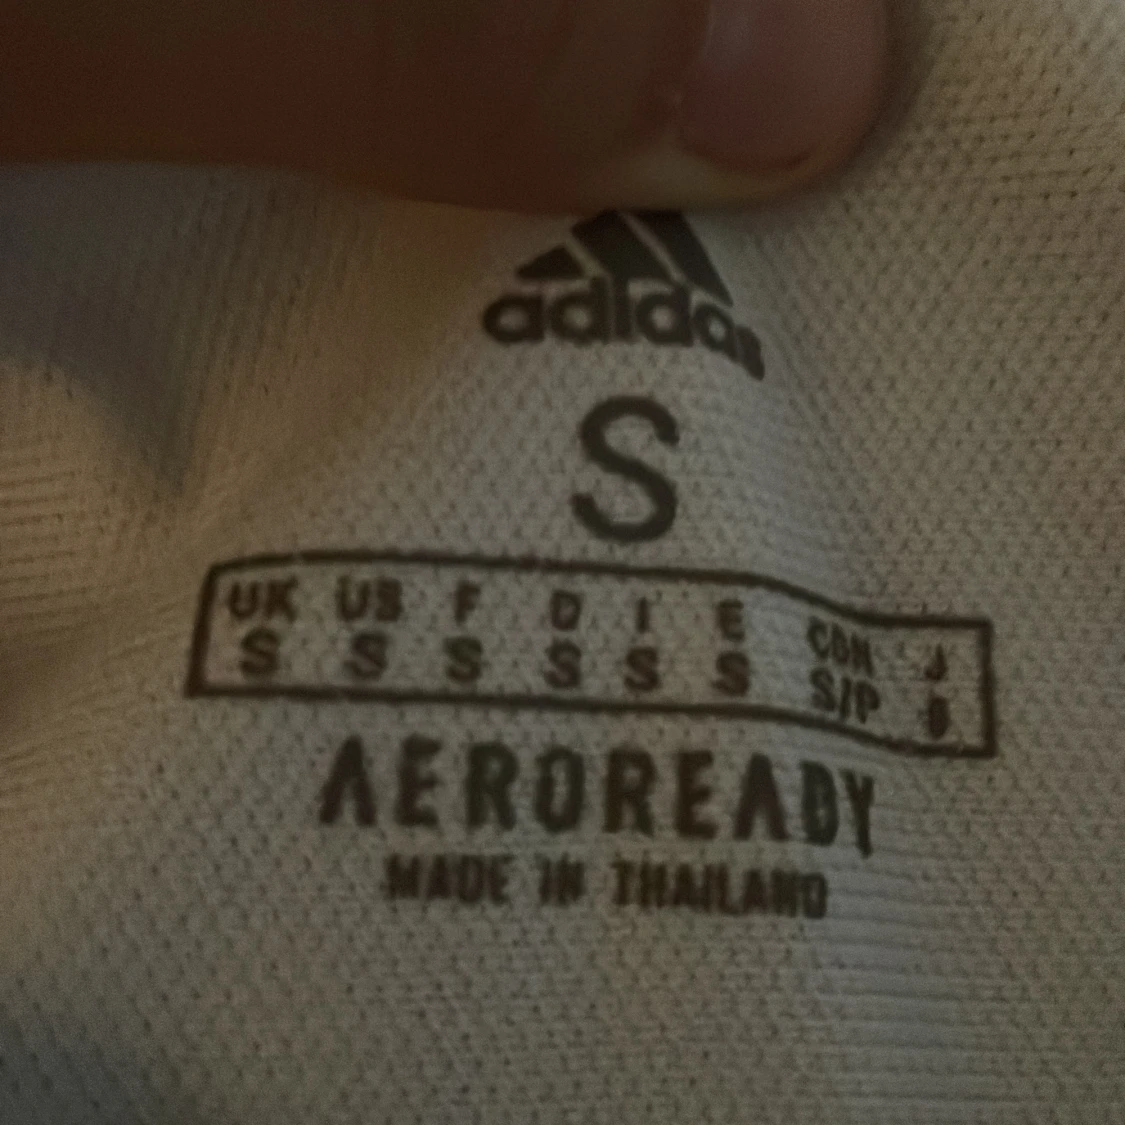 adidas
S
UK US F D I E CDN J
S S S S S S S/P
AEROREADY
MADE IN THAILAND